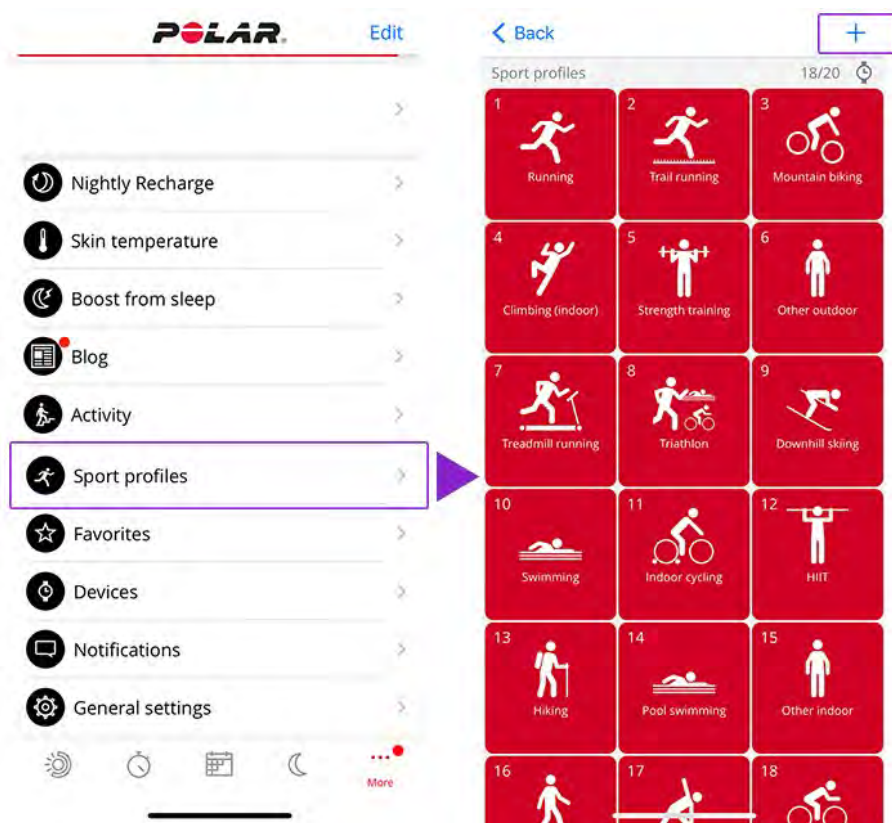 POLAR.
Edit
Nightly Recharge
Skin temperature
Boost from sleep
Blog
Activity
Sport profiles
Favorites
Devices
Notifications
General settings
More
Back
+
Sport profiles
18/20
1
Running
2
Trail running
3
Mountain biking
4
Climbing (indoor)
5
Strength training
6
Other outdoor
7
Treadmill running
8
Triathlon
9
Downhill skiing
10
Swimming
11
Indoor cycling
12
HIIT
13
Hiking
14
Pool swimming
15
Other indoor
16
17
18